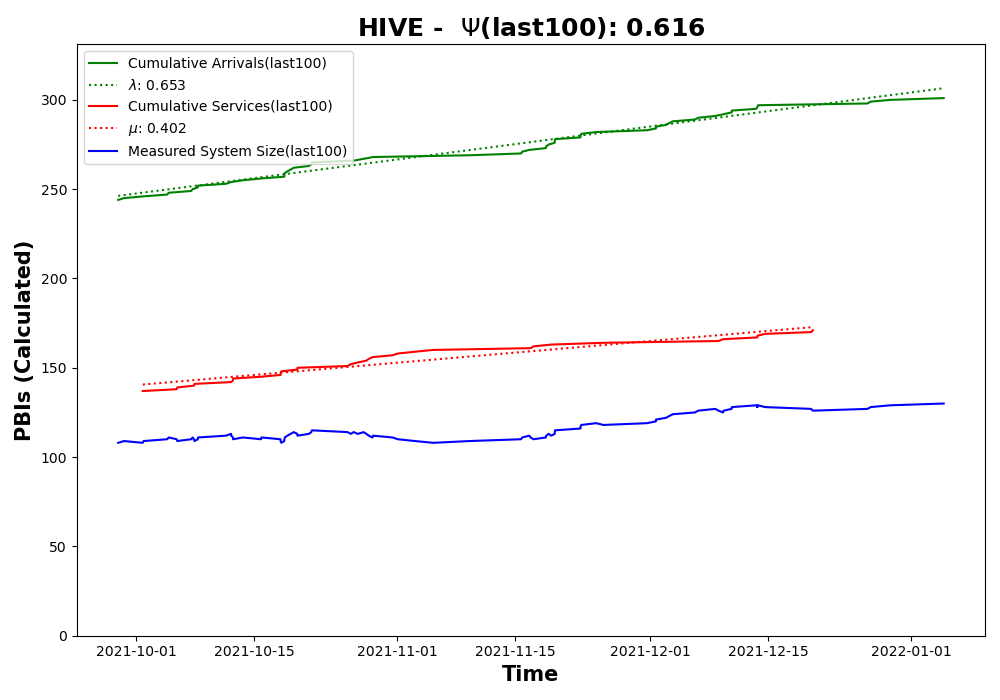 HIVE - Ψ(last100): 0.616
Cumulative Arrivals(last100)
λ: 0.653
Cumulative Services(last100)
μ: 0.402
Measured System Size(last100)
PBIs (Calculated)
300
250
200
150
100
50
0
2021-10-01 2021-10-15 2021-11-01 2021-11-15 2021-12-01 2021-12-15 2022-01-01
Time